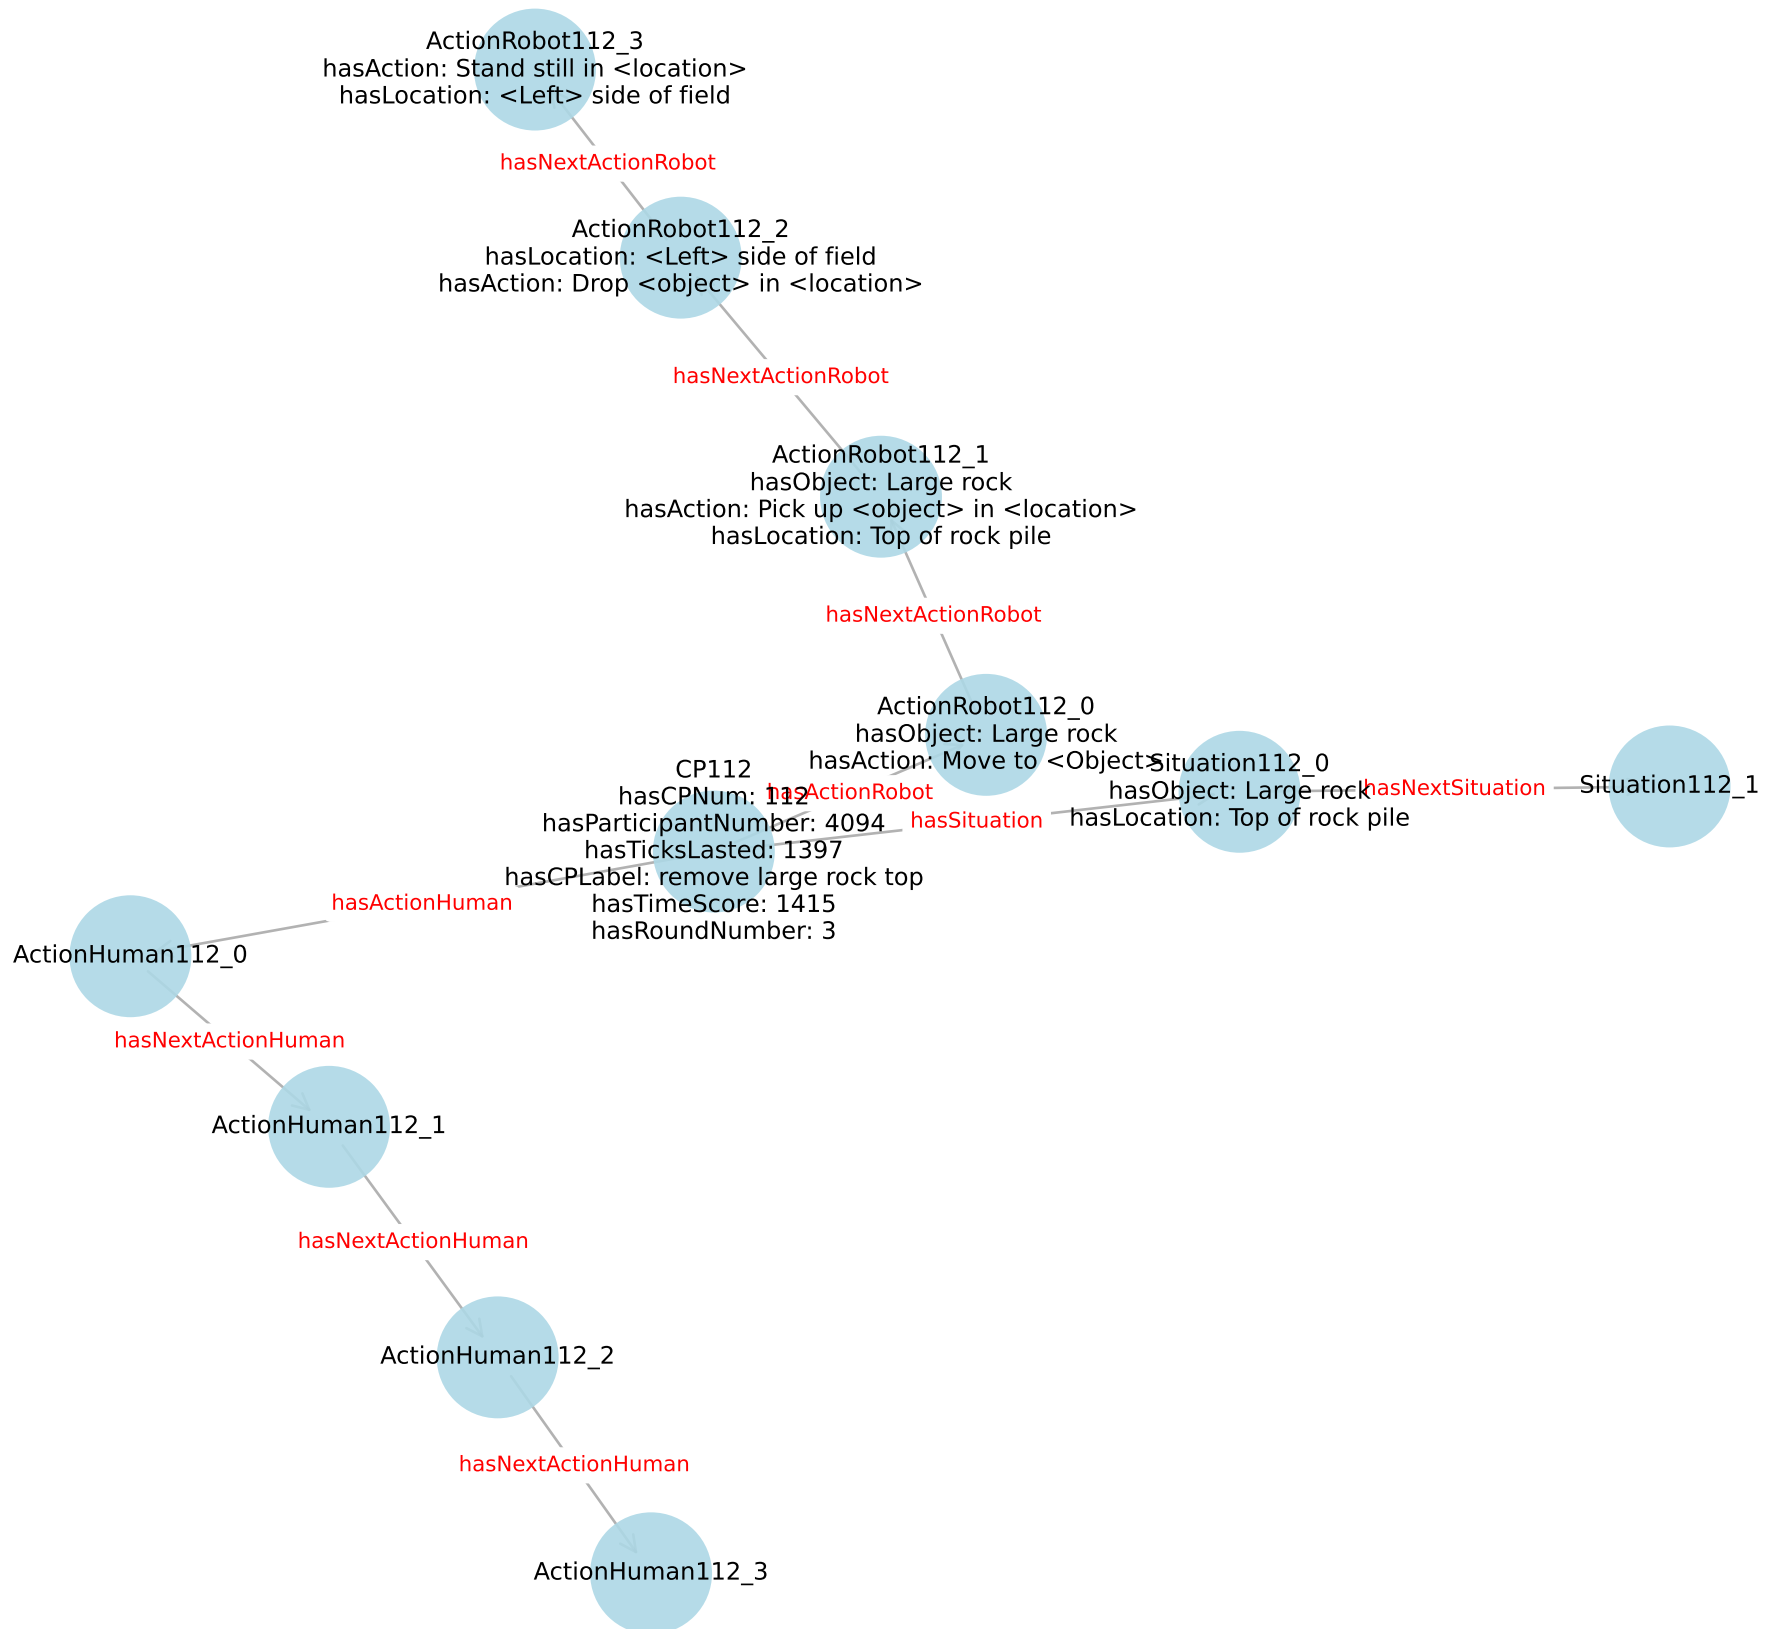 ActionRobot112_3
hasAction: Stand still in <location>
hasLocation: <Left> side of field
hasNextActionRobot
ActionRobot112_2
hasLocation: <Left> side of field
hasAction: Drop <object> in <location>
hasNextActionRobot
ActionRobot112_1
hasObject: Large rock
hasAction: Pick up <object> in <location>
hasLocation: Top of rock pile
hasNextActionRobot
ActionRobot112_0
hasObject: Large rock
hasAction: Move to <Object>
hasActionRobot
CP112
hasCPNum: 112
hasParticipantNumber: 4094
hasTicksLasted: 1397
hasCPLabel: remove large rock top
hasTimeScore: 1415
hasRoundNumber: 3
hasSituation
Situation112_0
hasObject: Large rock
hasLocation: Top of rock pile
hasNextSituation
Situation112_1
hasActionHuman
ActionHuman112_0
hasNextActionHuman
ActionHuman112_1
hasNextActionHuman
ActionHuman112_2
hasNextActionHuman
ActionHuman112_3